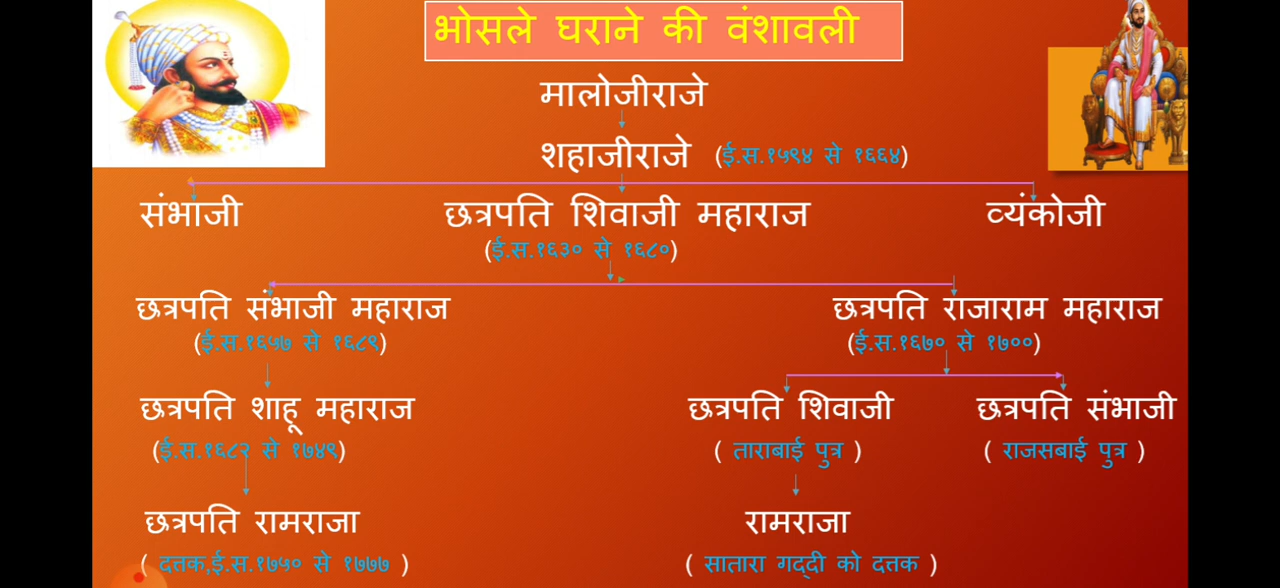 भोसले घराने की वंशावली
मालोजीराजे
शहाजीराजे (ई.स.१५९४ से १६६४)
संभाजी छत्रपति शिवाजी महाराज व्यंकोजी
(ई.स.१६३० से १६८०)
छत्रपति संभाजी महाराज छत्रपति राजाराम महाराज
(ई.स.१६५७ से १६८९) (ई.स.१६७० से १७००)
छत्रपति शाहू महाराज छत्रपति शिवाजी छत्रपति संभाजी
(ई.स.१६८२ से १७४९) ( ताराबाई पुत्र ) ( राजसबाई पुत्र )
छत्रपति रामराजा रामराजा
( दत्तक,ई.स.१७५० से १७७७ ) ( सातारा गद्दी को दत्तक )